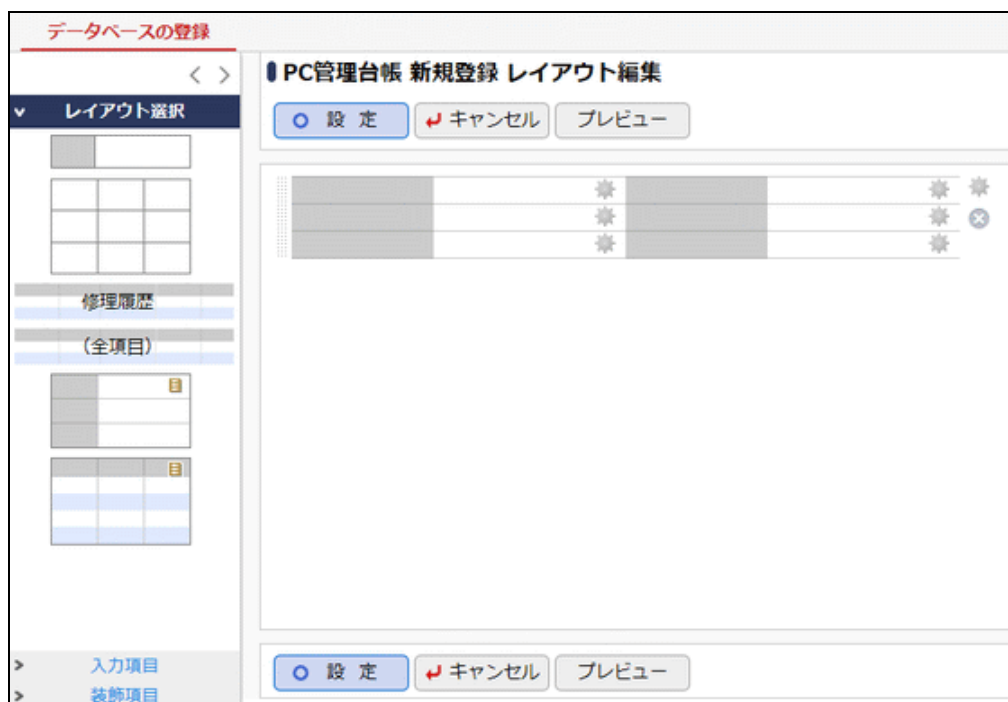 データベースの登録
レイアウト選択
修理履歴
(全項目)
入力項目
装飾項目
PC管理台帳 新規登録 レイアウト編集
設 定 キャンセル プレビュー
設 定 キャンセル プレビュー